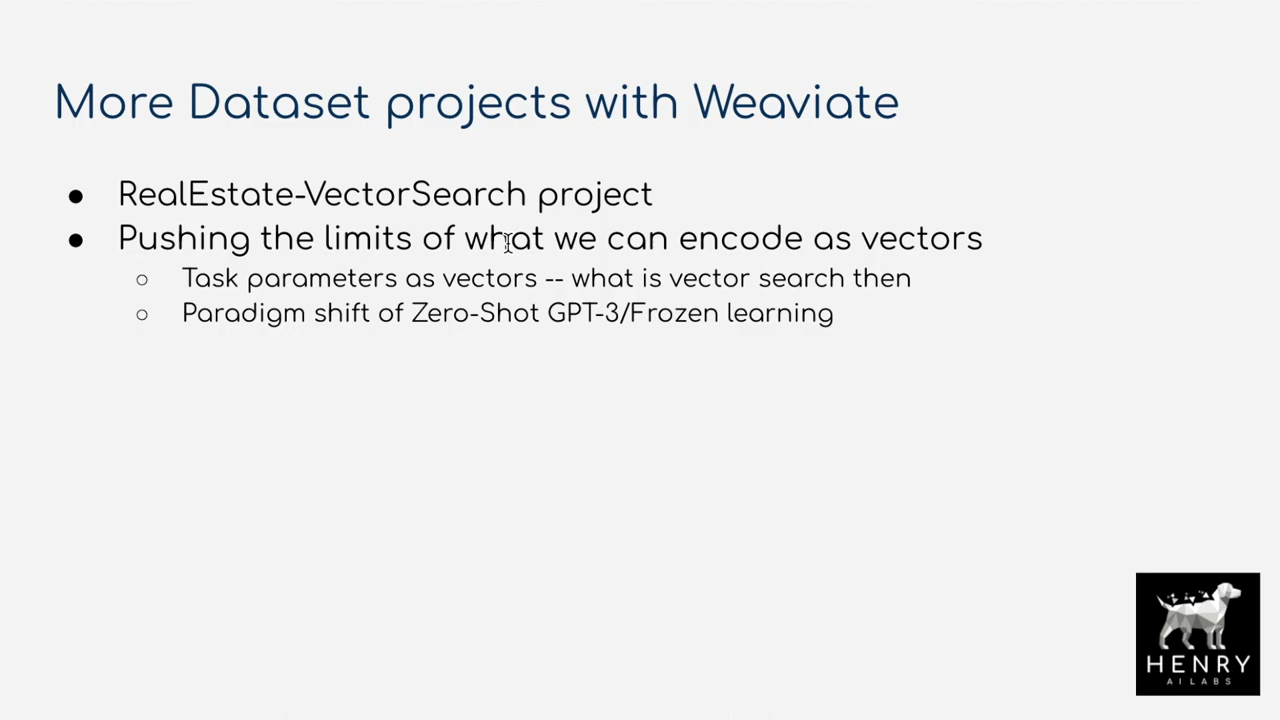 More Dataset projects with Weaviate
● RealEstate-VectorSearch project
● Pushing the limits of what we can encode as vectors
○ Task parameters as vectors -- what is vector search then
○ Paradigm shift of Zero-Shot GPT-3/Frozen learning
HENRY
AI LABS